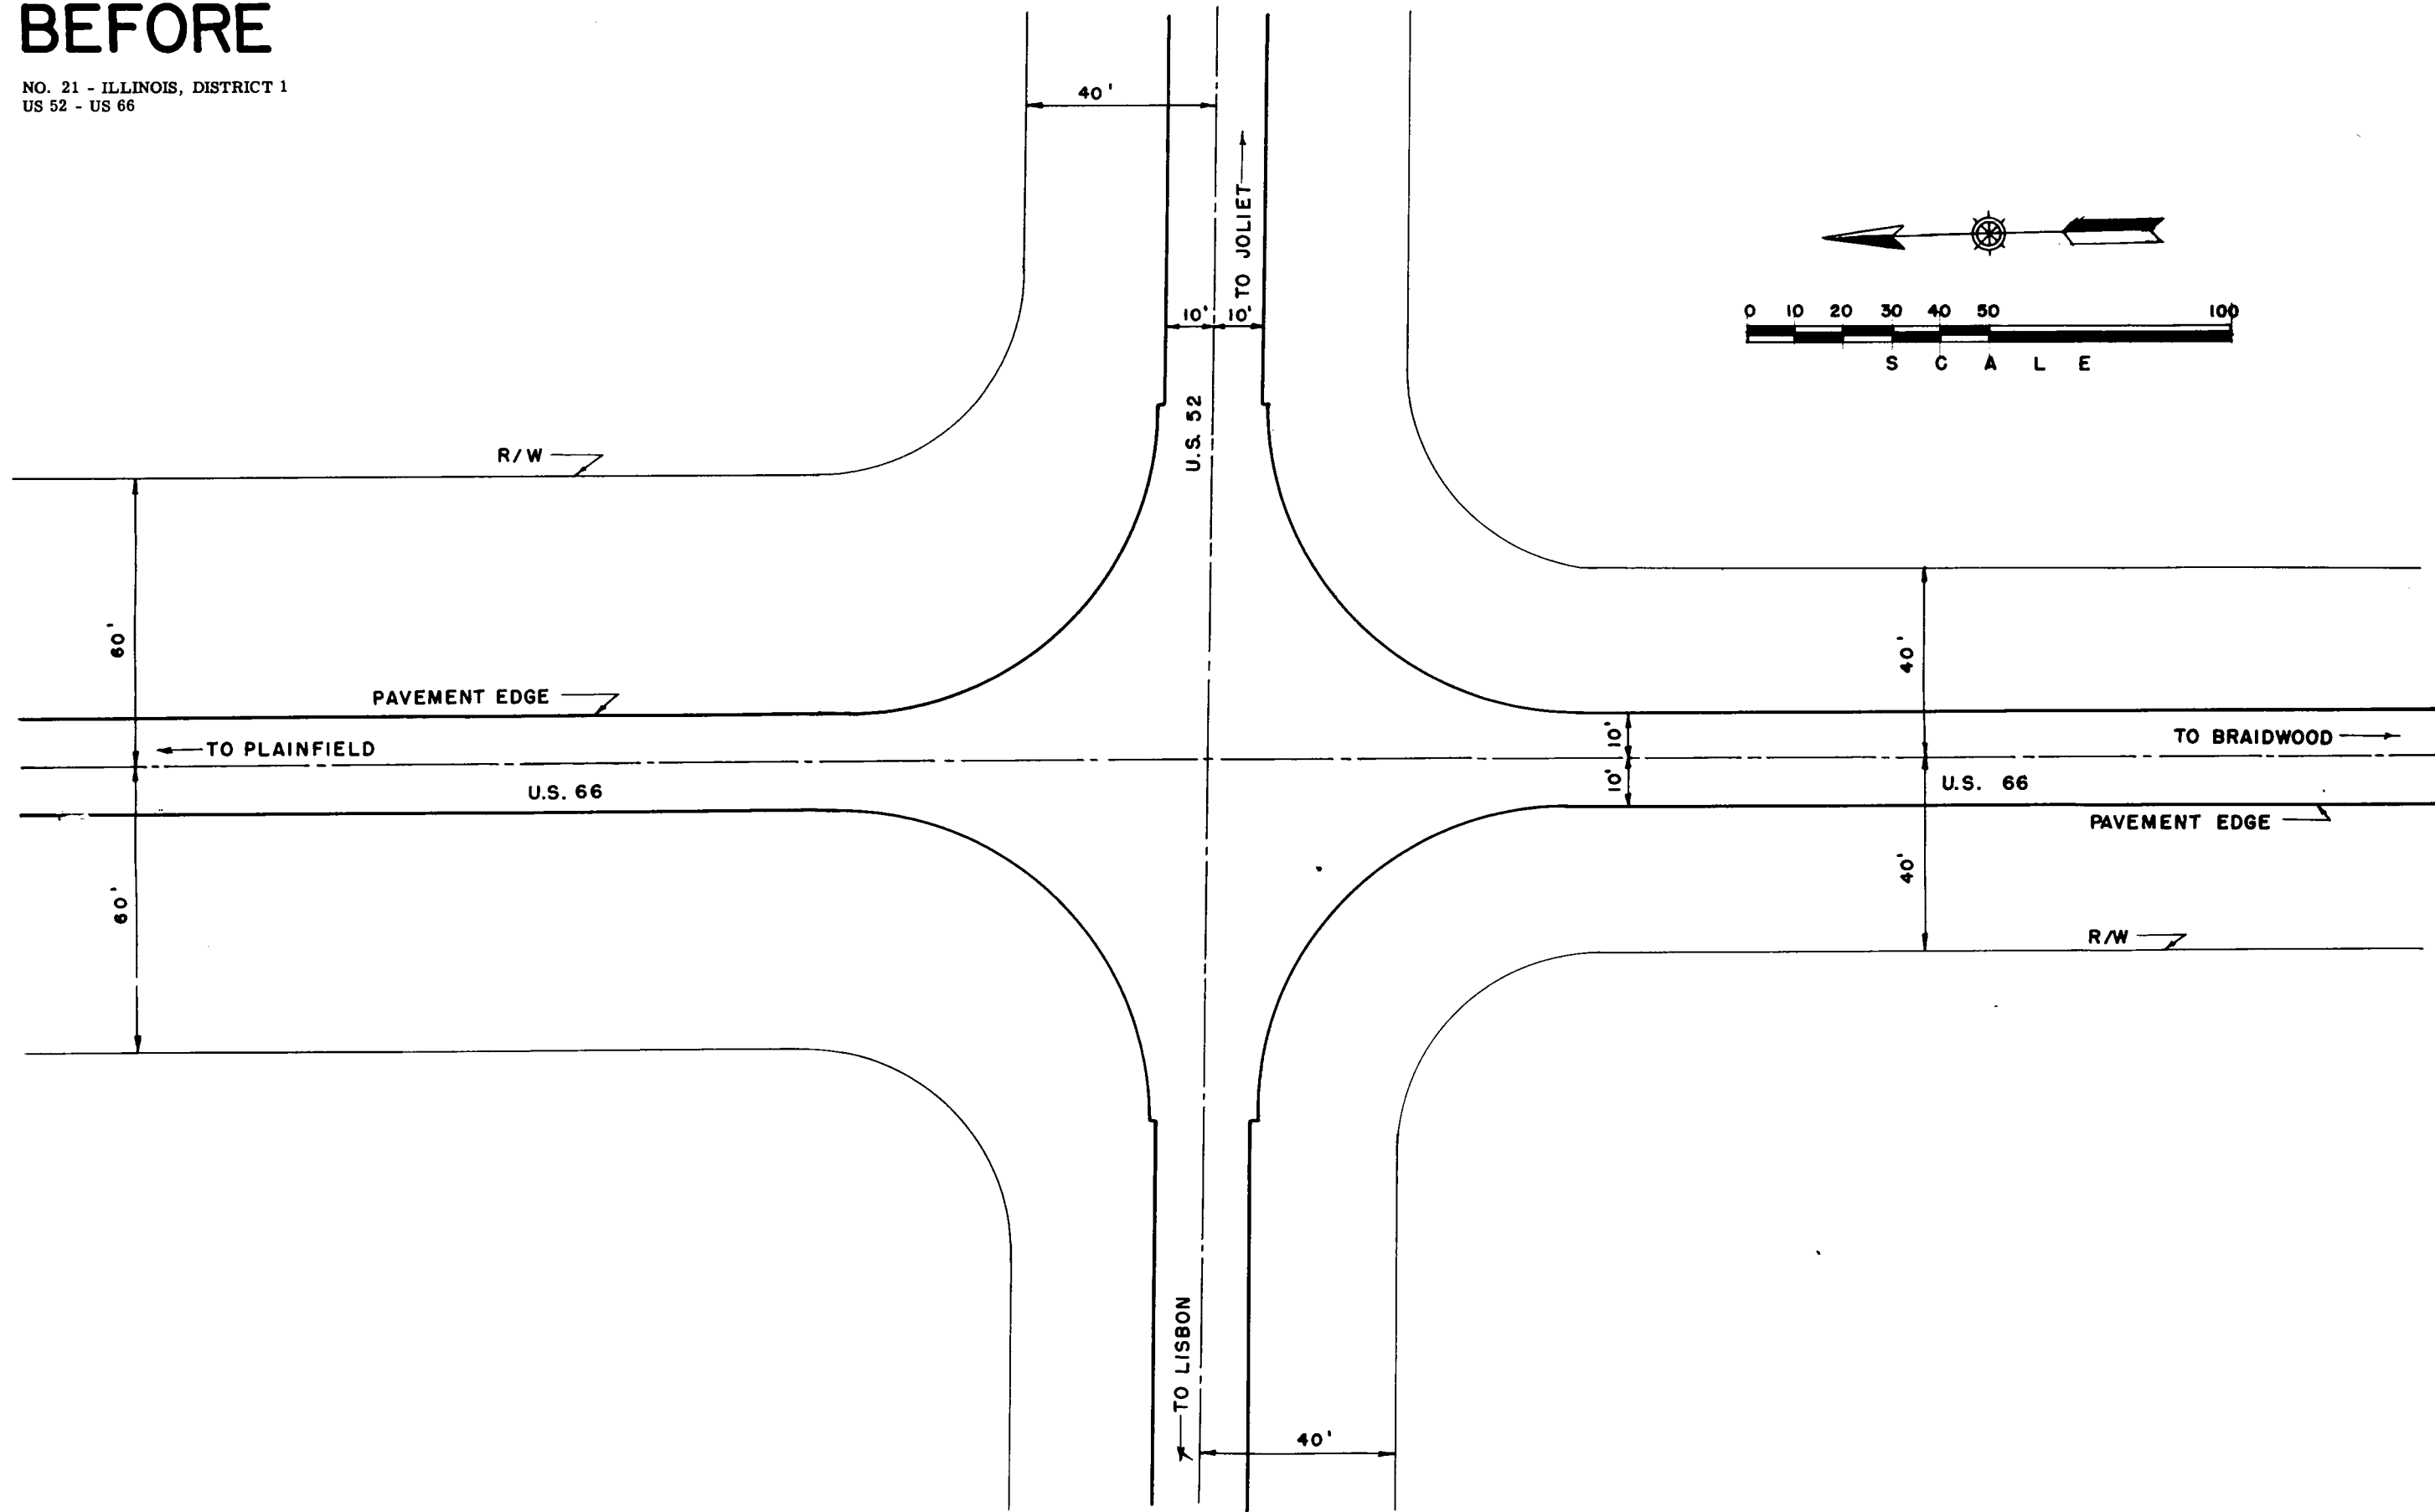 BEFORE
NO. 21 - ILLINOIS, DISTRICT 1
US 52 - US 66
40'
TO JOLIET
10' 10'
U.S. 52
0 10 20 30 40 50 100
S C A L E
R/W
60'
40'
PAVEMENT EDGE
TO PLAINFIELD
10'
TO BRAIDWOOD
U.S. 66
10'
U.S. 66
PAVEMENT EDGE
60'
40'
R/W
TO LISBON
40'